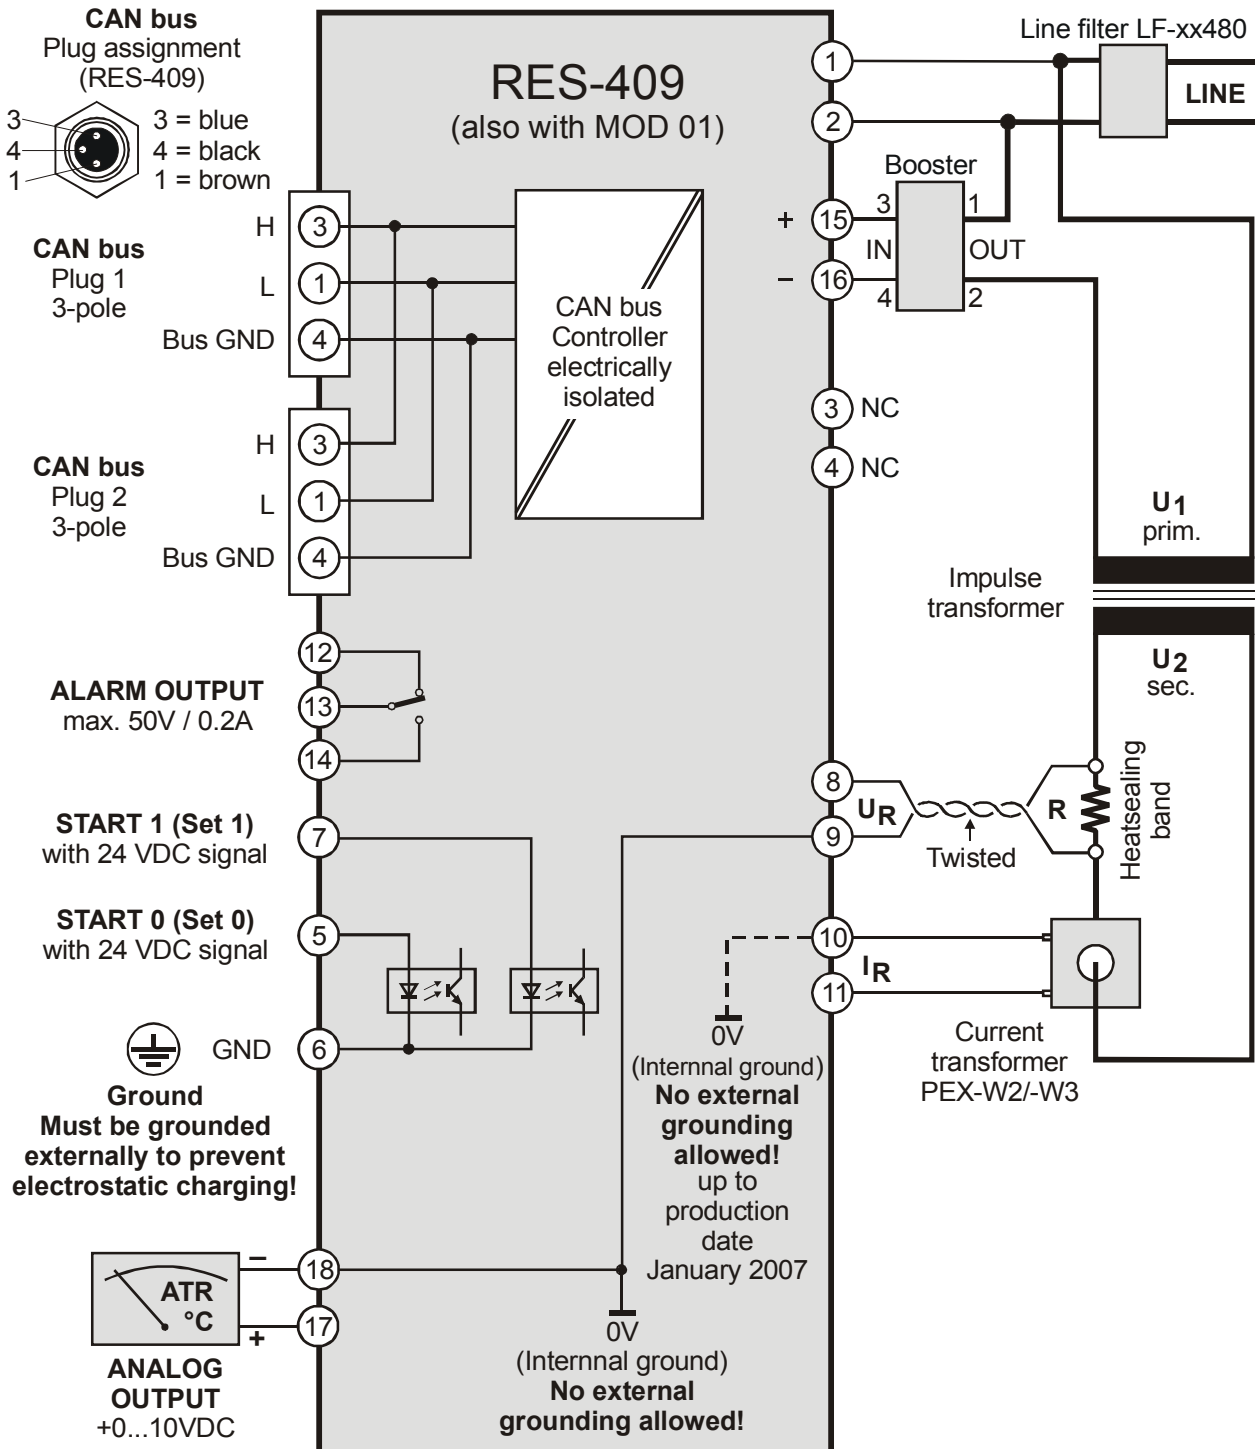 CAN bus
Plug assignment
(RES-409)
3
4
1
3 = blue
4 = black
1 = brown
RES-409
(also with MOD 01)
1
2
Line filter LF-xx480
LINE
Booster
+
15
3
1
IN
OUT
–
16
4
2
CAN bus
Plug 1
3-pole
H
3
L
1
Bus GND
4
CAN bus
Controller
electrically
isolated
3
NC
4
NC
CAN bus
Plug 2
3-pole
H
3
L
1
Bus GND
4
U1
prim.
Impulse
transformer
U2
sec.
ALARM OUTPUT
max. 50V / 0.2A
12
13
14
START 1 (Set 1)
with 24 VDC signal
7
START 0 (Set 0)
with 24 VDC signal
5
GND
6
Ground
Must be grounded
externally to prevent
electrostatic charging!
8
9
UR
Twisted
R
Heatsealing
band
10
11
IR
Current
transformer
PEX-W2/-W3
0V
(Internnal ground)
No external
grounding
allowed!
up to
production
date
January 2007
ATR
°C
–
18
+
17
ANALOG
OUTPUT
+0...10VDC
0V
(Internnal ground)
No external
grounding allowed!